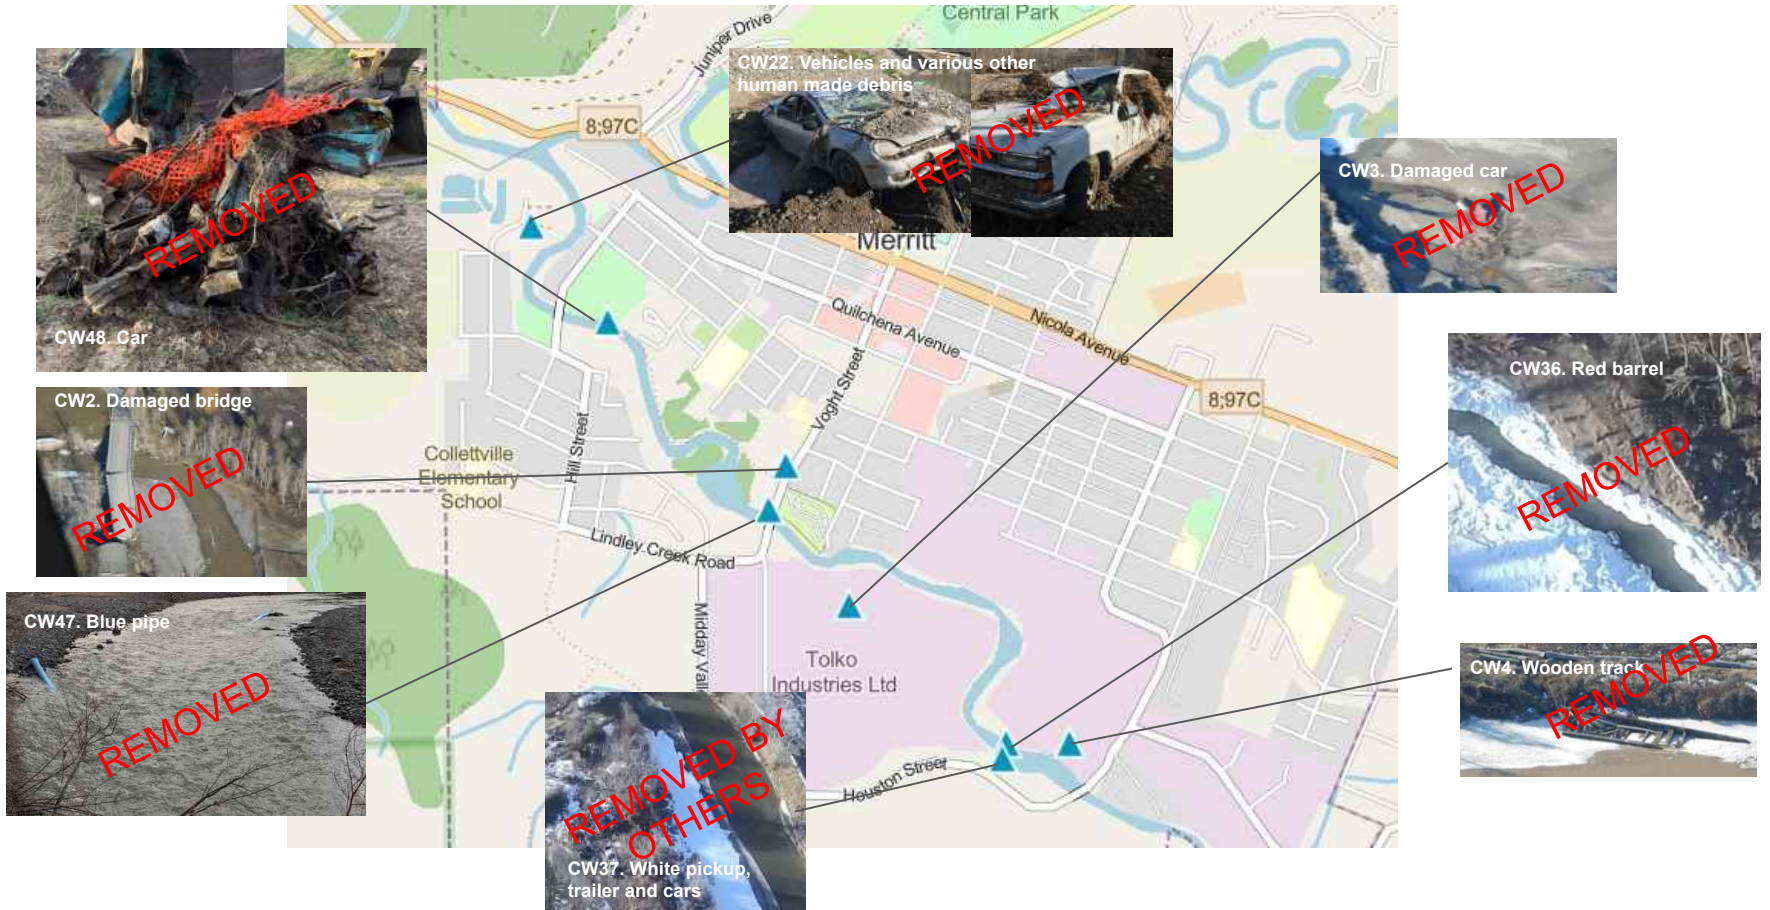 Central Park
Juniper Drive
8;97C
CW22. Vehicles and various other
human made debris
REMOVED
Merritt
CW3. Damaged car
REMOVED
REMOVED
CW48. Car
Quilchena Avenue
Nicola Avenue
8;97C
Voght Street
Hill Street
CW36. Red barrel
REMOVED
CW2. Damaged bridge
REMOVED
Collettville
Elementary
School
Lindley Creek Road
CW47. Blue pipe
REMOVED
Tolko
Industries Ltd
CW4. Wooden track
REMOVED
REMOVED BY
OTHERS
CW37. White pickup,
trailer and cars
Houston Street